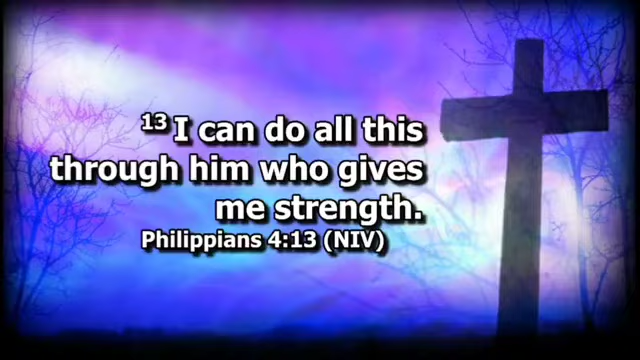 13 I can do all this
through him who gives
me strength.
Philippians 4:13 (NIV)